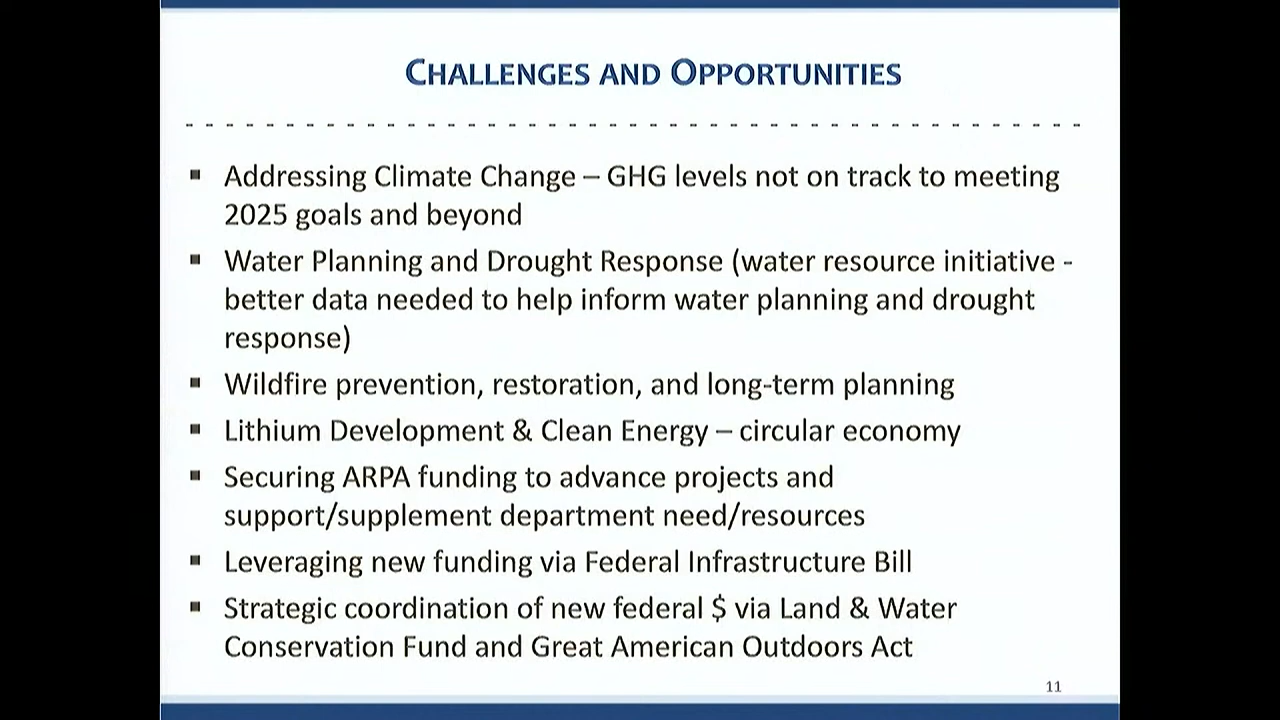 CHALLENGES AND OPPORTUNITIES
▪ Addressing Climate Change – GHG levels not on track to meeting
2025 goals and beyond
▪ Water Planning and Drought Response (water resource initiative -
better data needed to help inform water planning and drought
response)
▪ Wildfire prevention, restoration, and long-term planning
▪ Lithium Development & Clean Energy – circular economy
▪ Securing ARPA funding to advance projects and
support/supplement department need/resources
▪ Leveraging new funding via Federal Infrastructure Bill
▪ Strategic coordination of new federal $ via Land & Water
Conservation Fund and Great American Outdoors Act
11